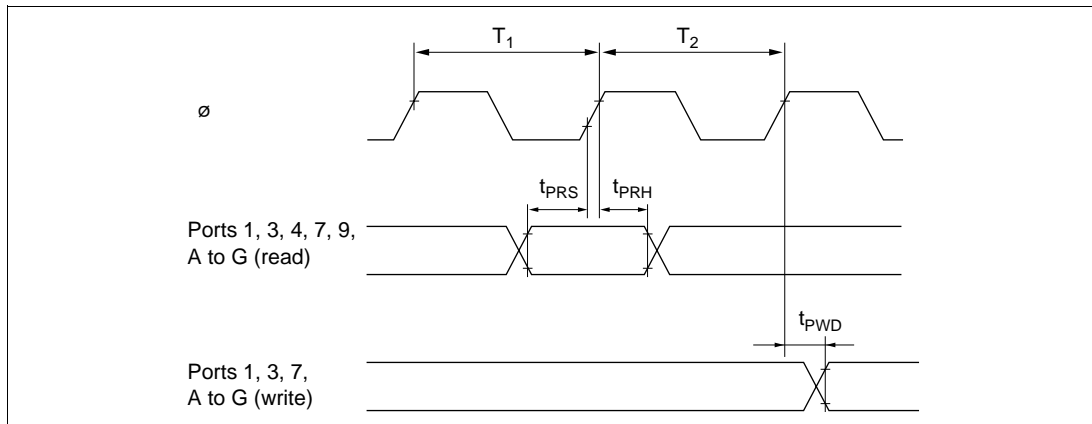 T1 T2
ø
tPRS tPRH
Ports 1, 3, 4, 7, 9,
A to G (read)
tPWD
Ports 1, 3, 7,
A to G (write)